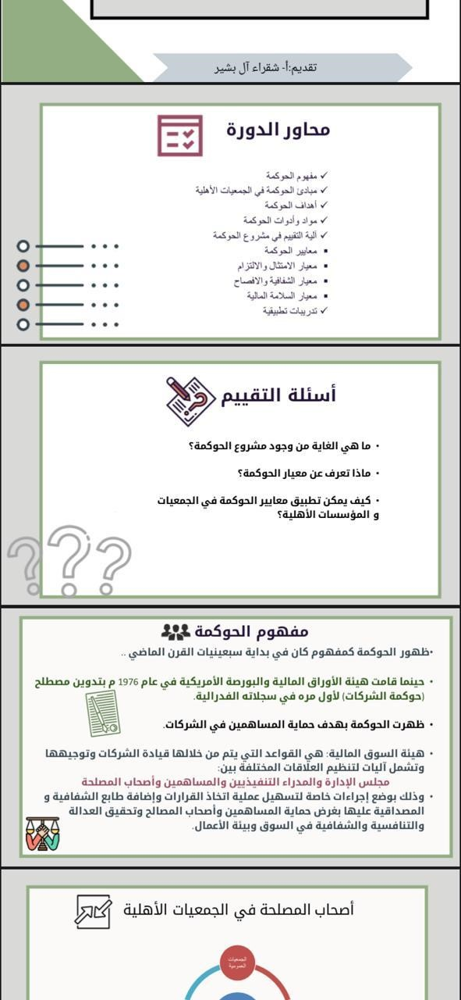 تقديم:أ- شقراء آل بشير
محاور الدورة
✓ مفهوم الحوكمة
✓ مبادئ الحوكمة في الجمعيات الأهلية
✓ أهداف الحوكمة
✓ مواد وأدوات الحوكمة
✓ آلية التقييم في مشروع الحوكمة
▪ معايير الحوكمة
▪ معيار الامتثال والالتزام
▪ معيار الشفافية والافصاح
▪ معيار السلامة المالية
✓ تدريبات تطبيقية
أسئلة التقييم
• ما هي الغاية من وجود مشروع الحوكمة؟
• ماذا تعرف عن معيار الحوكمة؟
• كيف يمكن تطبيق معايير الحوكمة في الجمعيات
و المؤسسات الأهلية؟
مفهوم الحوكمة
•ظهور الحوكمة كمفهوم كان في بداية سبعينيات القرن الماضي ..
• حينما قامت هيئة الأوراق المالية والبورصة الأمريكية في عام 1976 م بتدوين مصطلح
(حوكمة الشركات) لأول مره في سجلاته الفدرالية.
• ظهرت الحوكمة بهدف حماية المساهمين في الشركات.
• هيئة السوق المالية: هي القواعد التي يتم من خلالها قيادة الشركات وتوجيهها
وتشمل آليات لتنظيم العلاقات المختلفة بين:
مجلس الإدارة والمدراء التنفيذيين والمساهمين وأصحاب المصلحة
• وذلك بوضع إجراءات خاصة لتسهيل عملية اتخاذ القرارات وإضافة طابع الشفافية و
المصداقية عليها بغرض حماية المساهمين وأصحاب المصالح وتحقيق العدالة
والتنافسية والشفافية في السوق وبيئة الأعمال.
أصحاب المصلحة في الجمعيات الأهلية
الجمعيات
العمومية